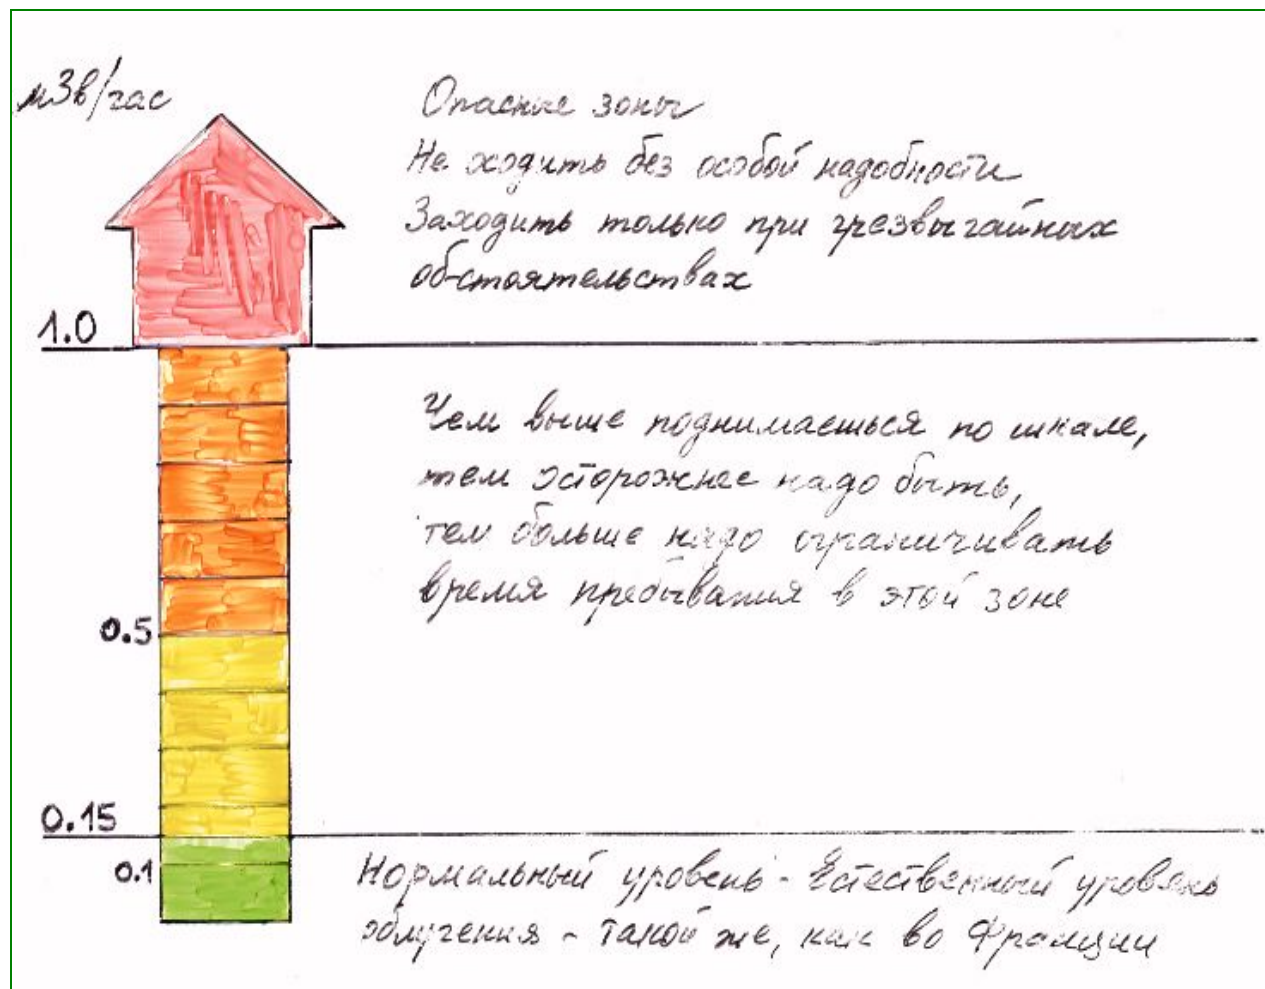 мЗв/час
Опасные зоны
Не ходить без особой надобности
Заходить только при чрезвычайных
обстоятельствах
1.0
Чем выше поднимаешься по шкале,
тем осторожнее надо быть,
тем больше надо ограничивать
время пребывания в этой зоне
0.5
0.15
0.1
Нормальный уровень - Естественный уровень
облучения - такой же, как во Франции